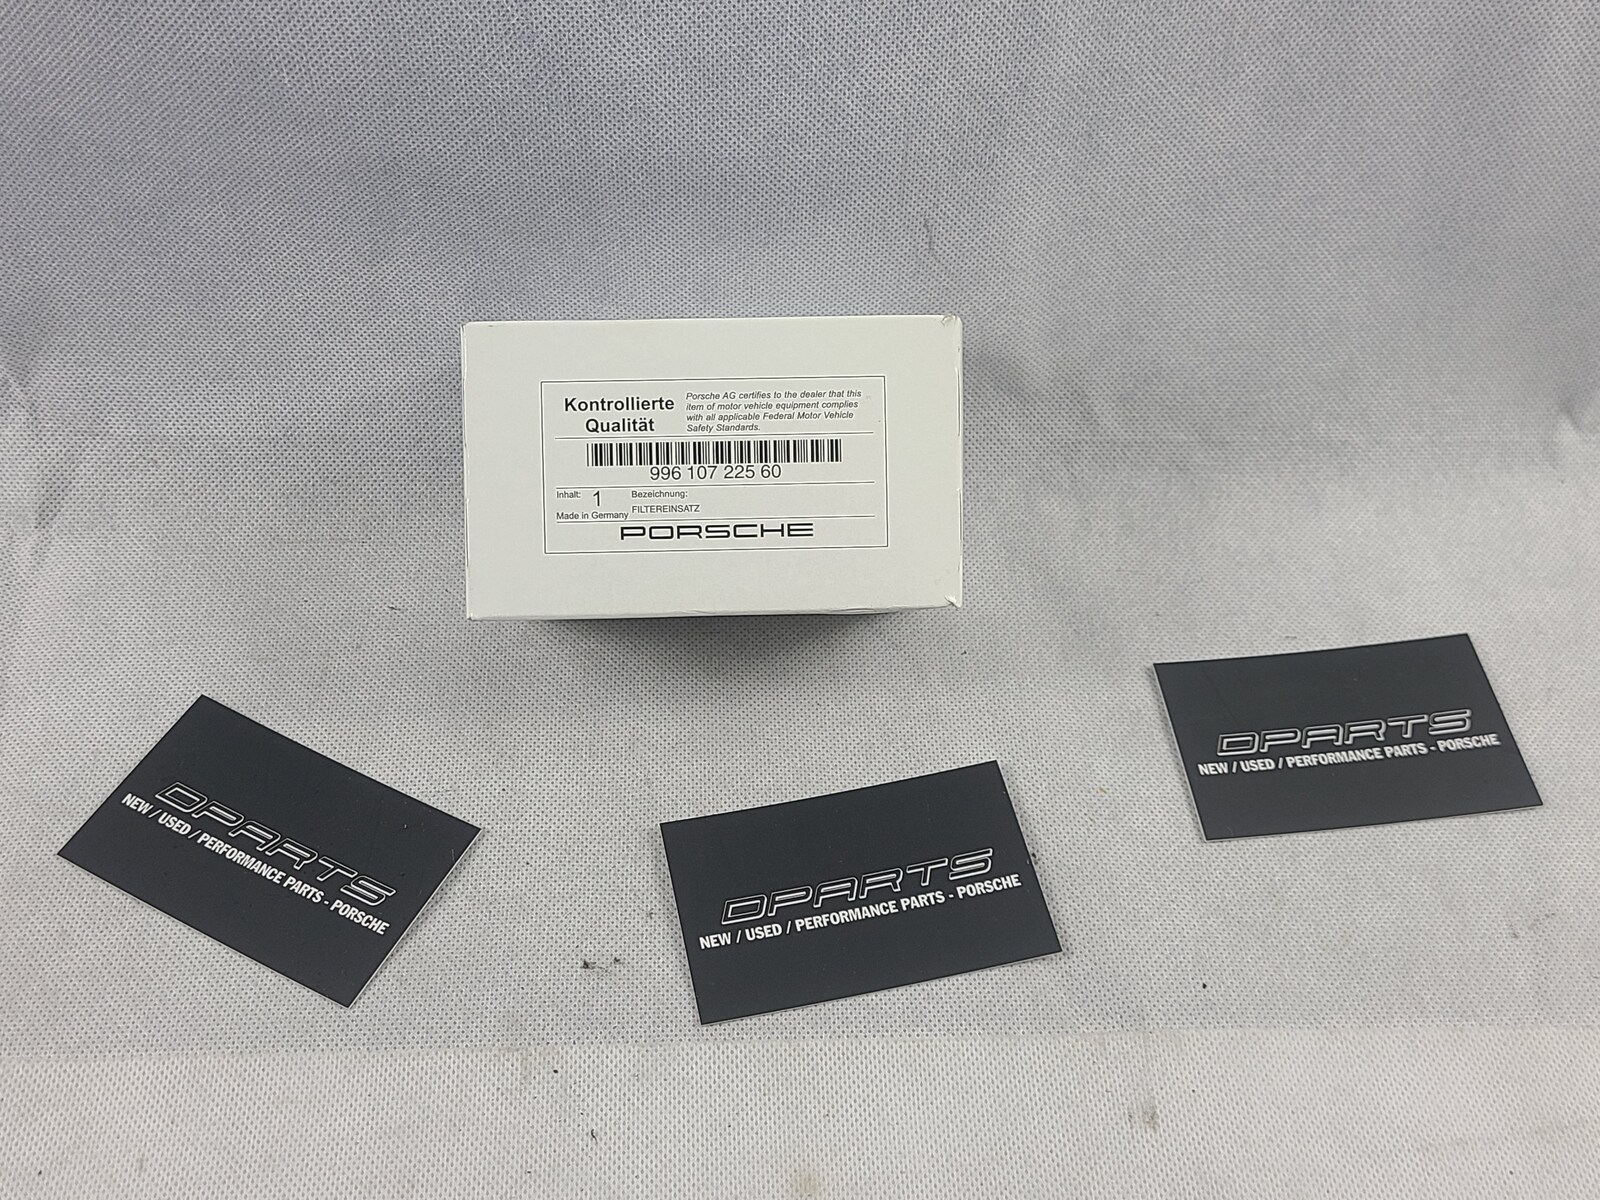 Kontrollierte
Qualität
Porsche AG certifies to the dealer that this
item of motor vehicle equipment complies
with all applicable Federal Motor Vehicle
Safety Standards.
996 107 225 60
Inhalt: 1
Bezeichnung:
Made in Germany FILTEREINSATZ
PORSCHE
DPARTS
NEW / USED / PERFORMANCE PARTS - PORSCHE
DPARTS
NEW / USED / PERFORMANCE PARTS - PORSCHE
DPARTS
NEW / USED / PERFORMANCE PARTS - PORSCHE